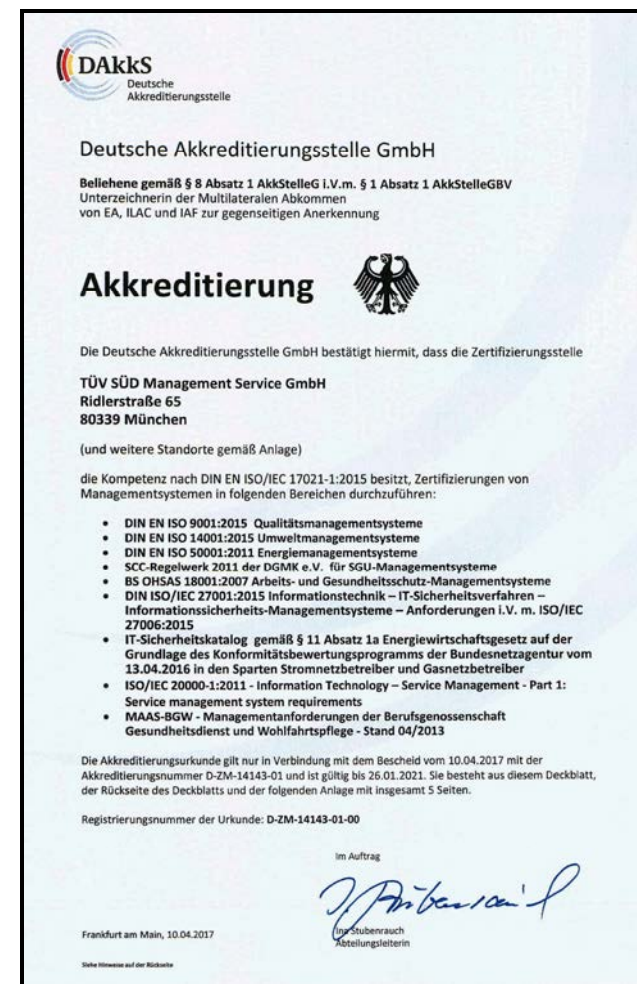 DAkkS
Deutsche
Akkreditierungsstelle
Deutsche Akkreditierungsstelle GmbH
Beliehene gemäß § 8 Absatz 1 AkkStelleG i.V.m. § 1 Absatz 1 AkkStelleGBV
Unterzeichnerin der Multilateralen Abkommen
von EA, ILAC und IAF zur gegenseitigen Anerkennung
Akkreditierung
Die Deutsche Akkreditierungsstelle GmbH bestätigt hiermit, dass die Zertifizierungsstelle
TÜV SÜD Management Service GmbH
Ridlerstraße 65
80339 München
(und weitere Standorte gemäß Anlage)
die Kompetenz nach DIN EN ISO/IEC 17021-1:2015 besitzt, Zertifizierungen von
Managementsystemen in folgenden Bereichen durchzuführen:
• DIN EN ISO 9001:2015 Qualitätsmanagementsysteme
• DIN EN ISO 14001:2015 Umweltmanagementsysteme
• DIN EN ISO 50001:2011 Energiemanagementsysteme
• SCC-Regelwerk 2011 der DGMK e.V. für SGU-Managementsysteme
• BS OHSAS 18001:2007 Arbeits- und Gesundheitsschutz-Managementsysteme
• DIN ISO/IEC 27001:2015 Informationstechnik – IT-Sicherheitsverfahren –
Informationssicherheits-Managementsysteme – Anforderungen i.V. m. ISO/IEC
27006:2015
• IT-Sicherheitskatalog gemäß § 11 Absatz 1a Energiewirtschaftsgesetz auf der
Grundlage des Konformitätsbewertungsprogramms der Bundesnetzagentur vom
13.04.2016 in den Sparten Stromnetzbetreiber und Gasnetzbetreiber
• ISO/IEC 20000-1:2011 - Information Technology – Service Management - Part 1:
Service management system requirements
• MAAS-BGW - Managementanforderungen der Berufsgenossenschaft
Gesundheitsdienst und Wohlfahrtspflege - Stand 04/2013
Die Akkreditierungsurkunde gilt nur in Verbindung mit dem Bescheid vom 10.04.2017 mit der
Akkreditierungsnummer D-ZM-14143-01 und ist gültig bis 26.01.2021. Sie besteht aus diesem Deckblatt,
der Rückseite des Deckblatts und der folgenden Anlage mit insgesamt 5 Seiten.
Registrierungsnummer der Urkunde: D-ZM-14143-01-00
Im Auftrag
Frankfurt am Main, 10.04.2017
Stubenrauch
Abteilungsleiterin
Siehe Hinweise auf der Rückseite